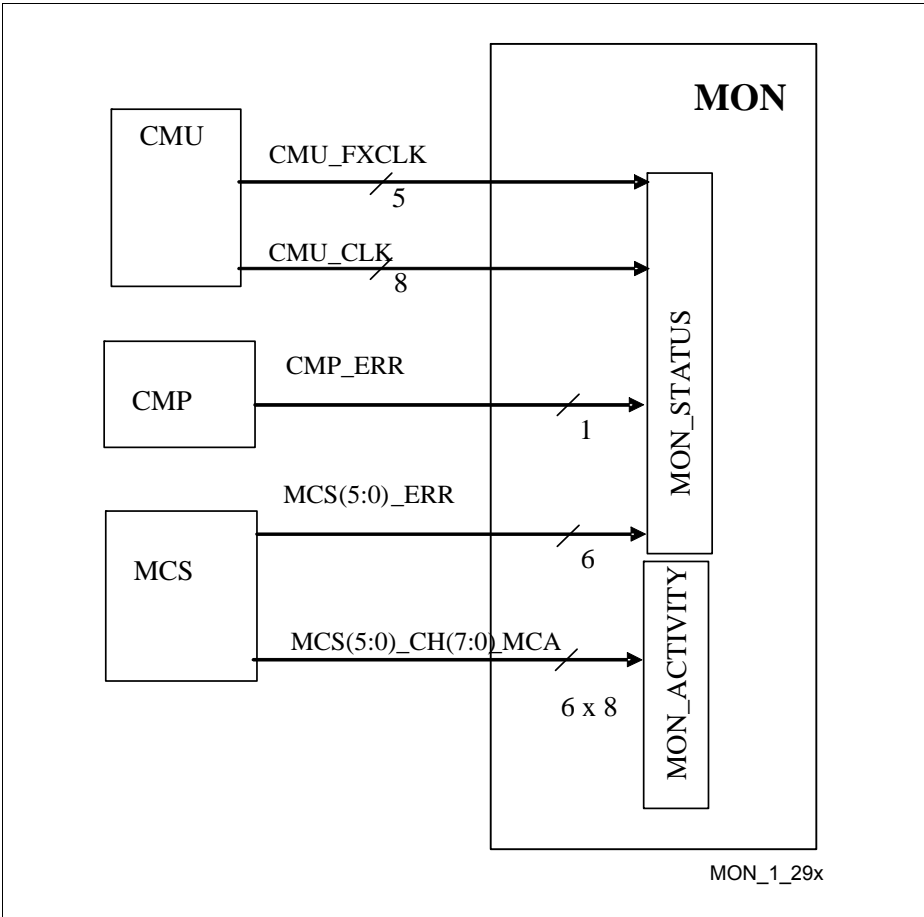 MON
CMU
CMU_FXCLK
5
CMU_CLK
8
CMP_ERR
CMP
1
MON_STATUS
MCS(5:0)_ERR
6
MCS
MCS(5:0)_CH(7:0)_MCA
6 x 8
MON_ACTIVITY
MON_1_29x